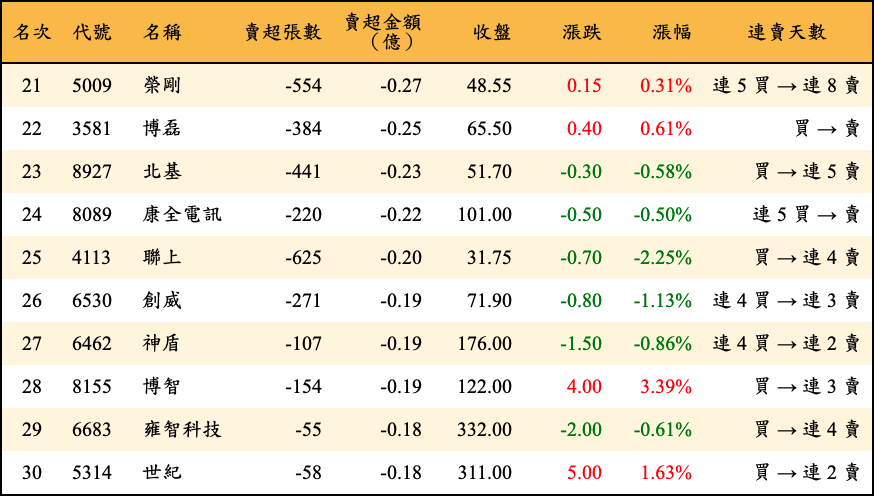 名次 代號 名稱 賣超張數 賣超金額（億） 收盤 漲跌 漲幅 連賣天數
21 5009 榮剛 -554 -0.27 48.55 0.15 0.31% 連 5 買 → 連 8 賣
22 3581 博磊 -384 -0.25 65.50 0.40 0.61% 買 → 賣
23 8927 北基 -441 -0.23 51.70 -0.30 -0.58% 買 → 連 5 賣
24 8089 康全電訊 -220 -0.22 101.00 -0.50 -0.50% 連 5 買 → 賣
25 4113 聯上 -625 -0.20 31.75 -0.70 -2.25% 買 → 連 4 賣
26 6530 創威 -271 -0.19 71.90 -0.80 -1.13% 連 4 買 → 連 3 賣
27 6462 神盾 -107 -0.19 176.00 -1.50 -0.86% 連 4 買 → 連 2 賣
28 8155 博智 -154 -0.19 122.00 4.00 3.39% 買 → 連 3 賣
29 6683 雍智科技 -55 -0.18 332.00 -2.00 -0.61% 買 → 連 4 賣
30 5314 世紀 -58 -0.18 311.00 5.00 1.63% 買 → 連 2 賣